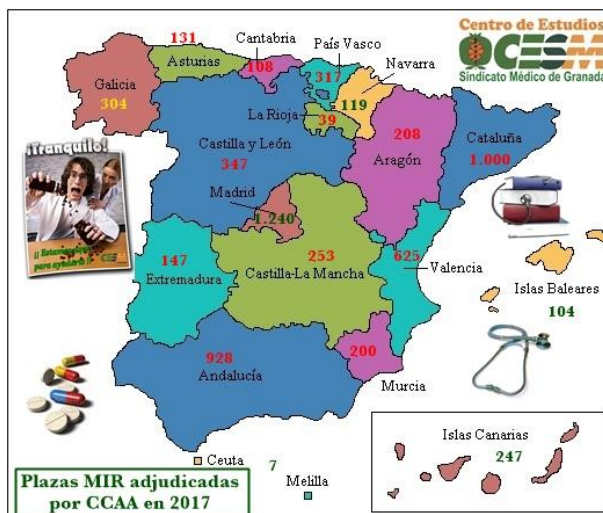 Centro de Estudios
CESM
Sindicato Médico de Granada
131
Asturias
Cantabria
108
País Vasco
317
Navarra
119
Galicia
304
La Rioja
39
Castilla y León
347
208
Aragón
Cataluña
1.000
¡Tranquilo!
Madrid
1.240
147
Extremadura
253
Castilla-La Mancha
625
Valencia
Islas Baleares
104
928
Andalucía
200
Murcia
Ceuta
7
Melilla
Islas Canarias
247
Plazas MIR adjudicadas
por CCAA en 2017